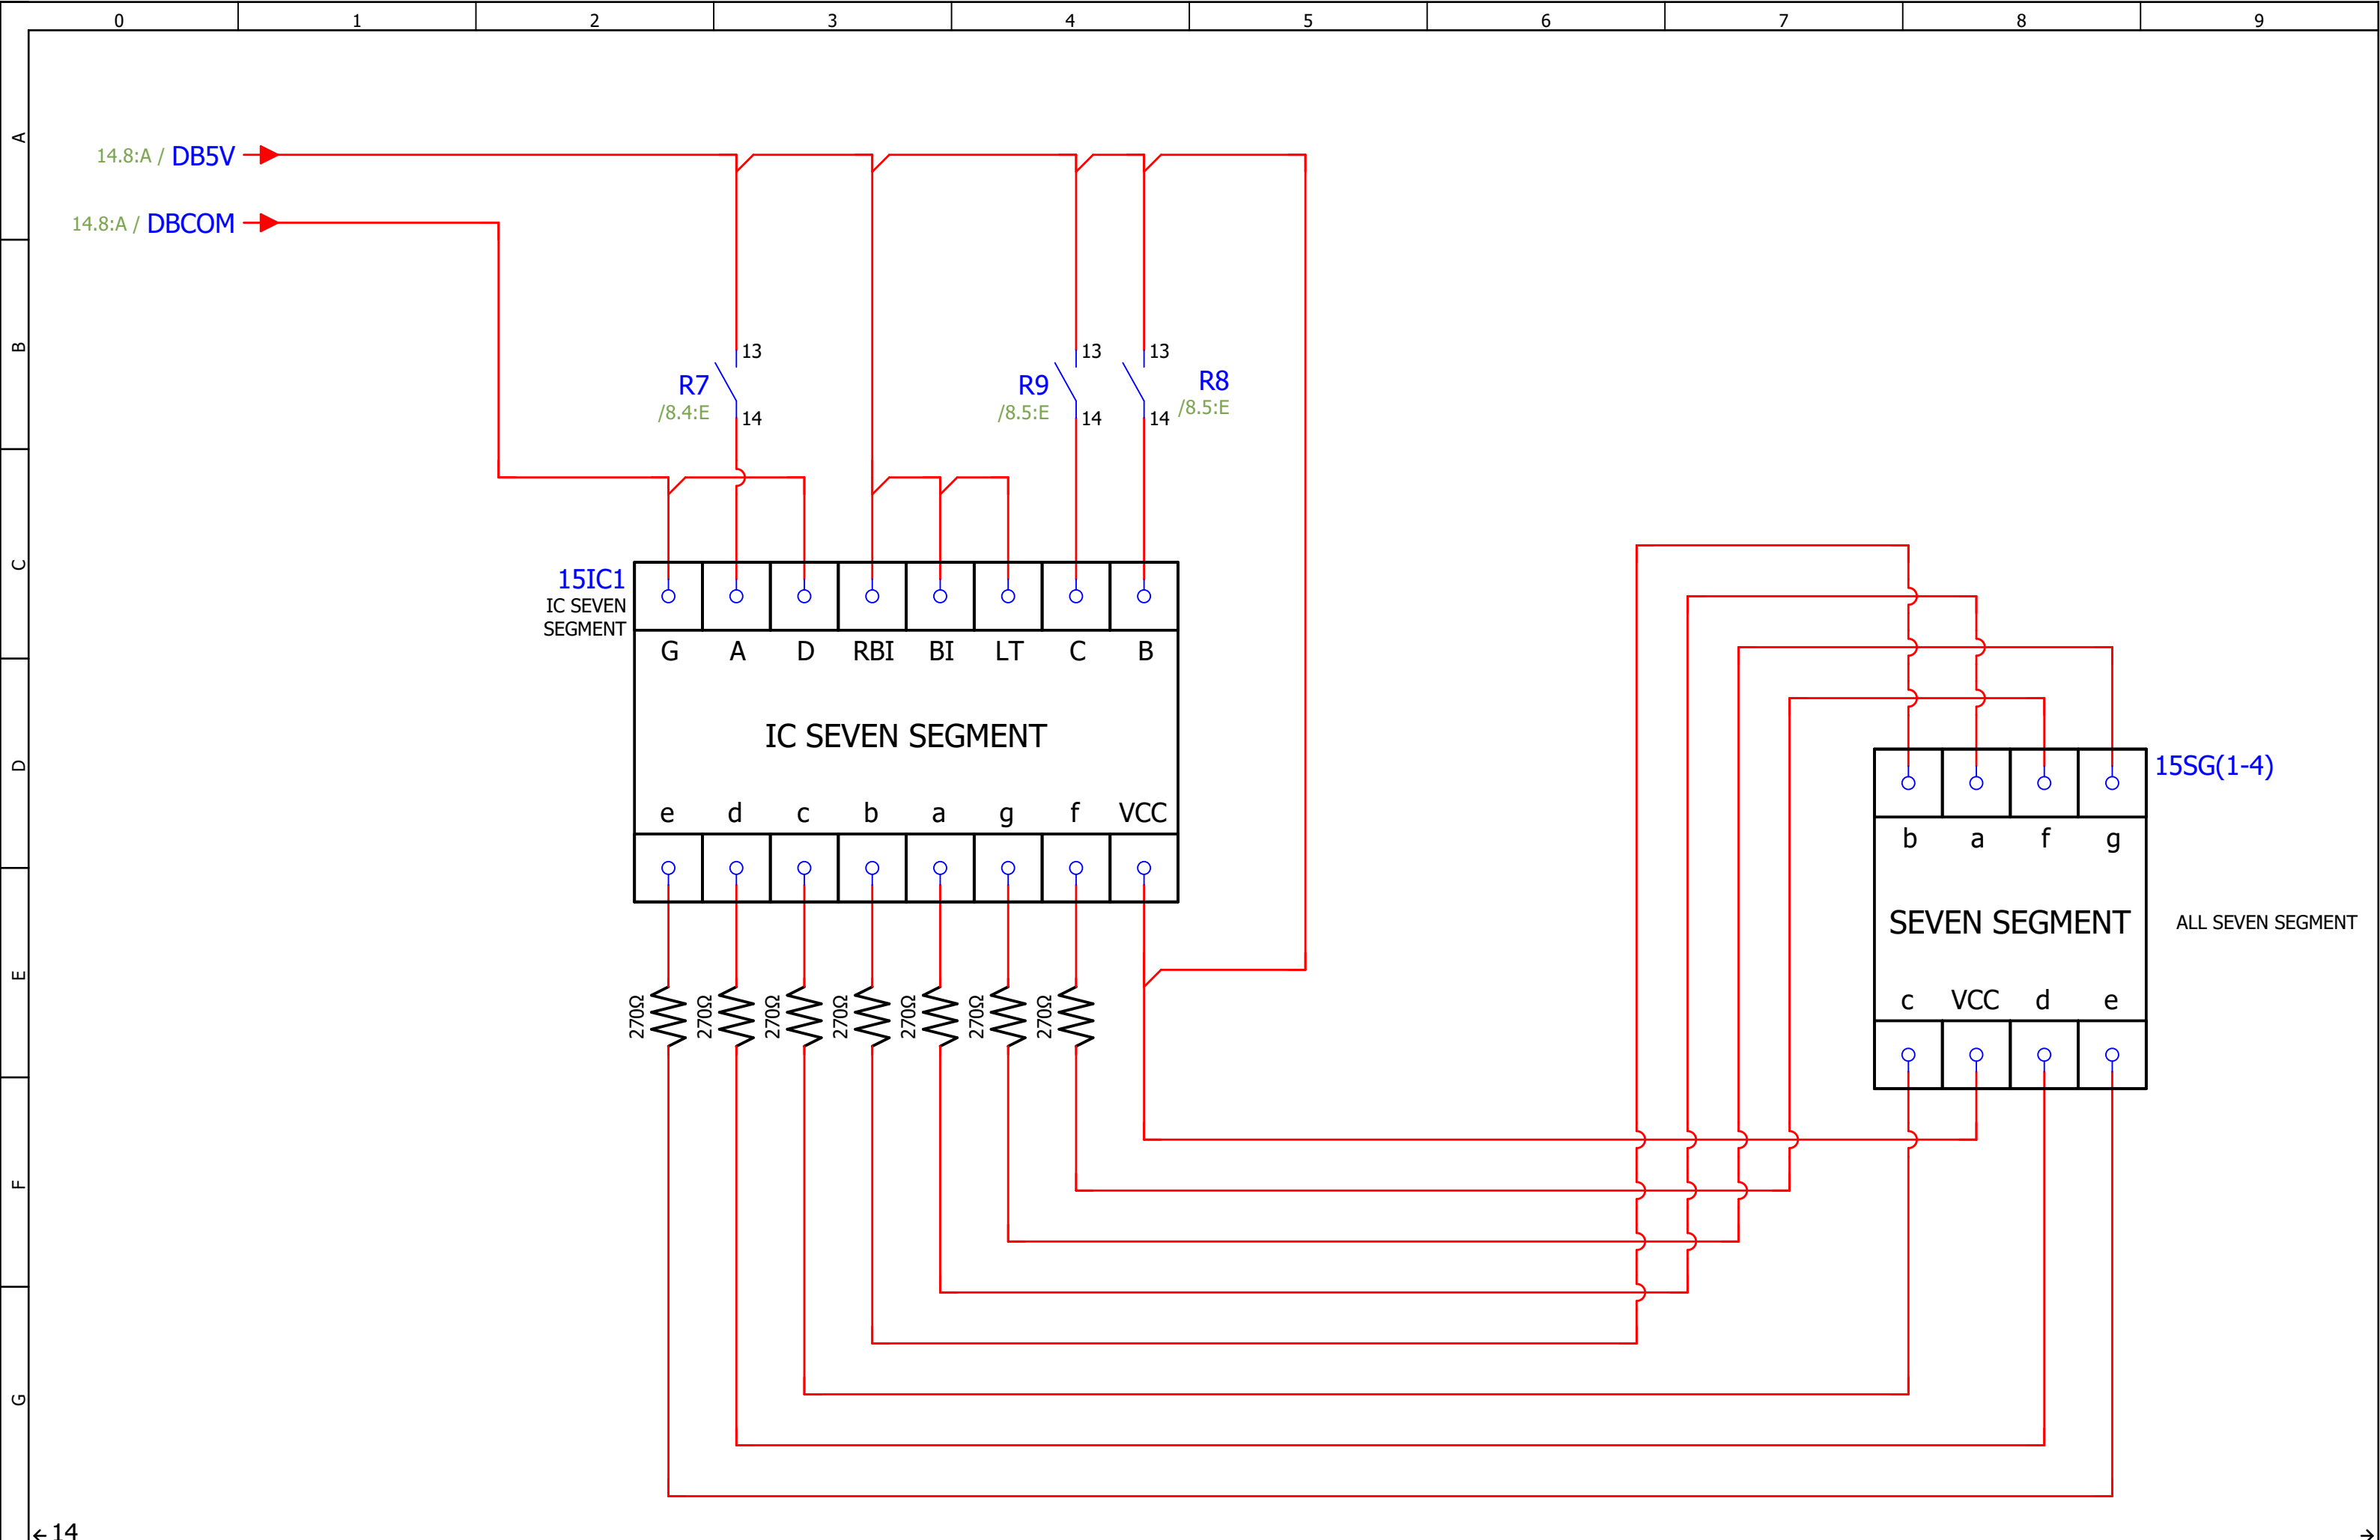 0 1 2 3 4 5 6 7 8 9
A
14.8:A / DB5V
14.8:A / DBCOM
B
13 13 13
R7 R9 R8
/8.4:E /8.5:E /8.5:E
14 14 14
C
15IC1
IC SEVEN
SEGMENT
G A D RBI BI LT C B
IC SEVEN SEGMENT
D
15SG(1-4)
e d c b a g f VCC
b a f g
SEVEN SEGMENT
ALL SEVEN SEGMENT
E
c VCC d e
270Ω 270Ω 270Ω 270Ω 270Ω 270Ω 270Ω
F
G
←14
→